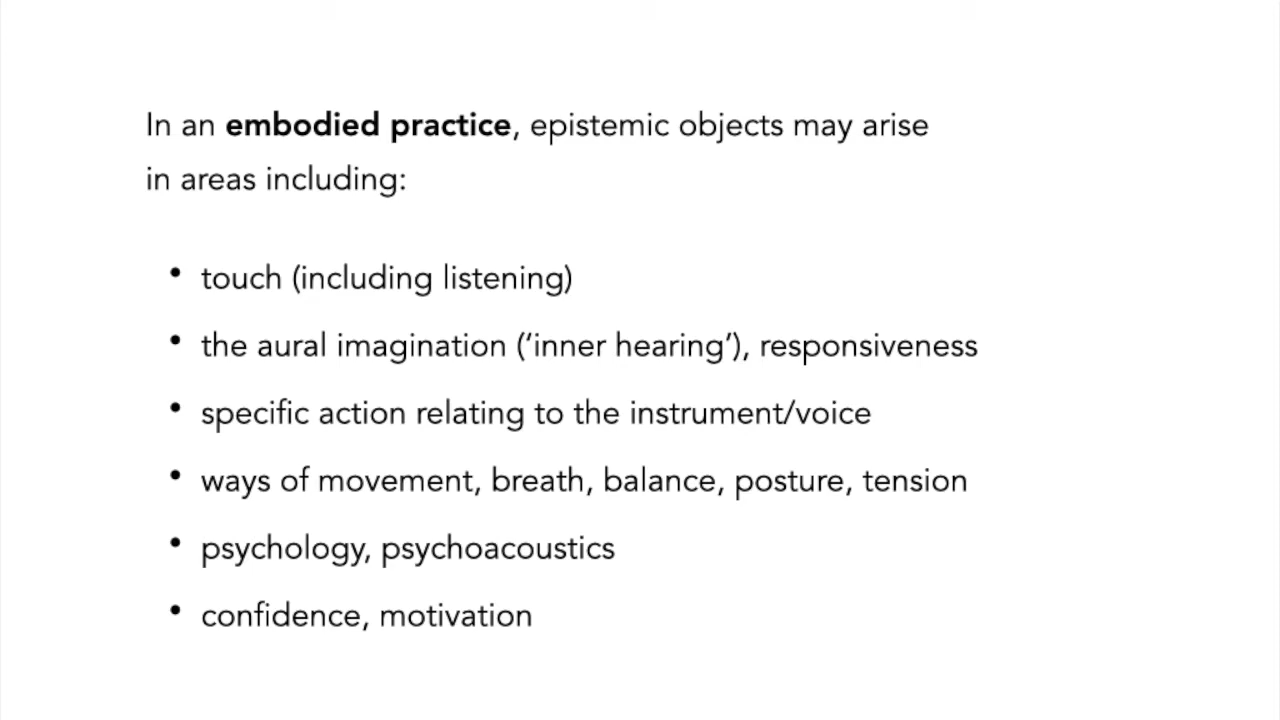 In an embodied practice, epistemic objects may arise
in areas including:
• touch (including listening)
• the aural imagination (‘inner hearing’), responsiveness
• specific action relating to the instrument/voice
• ways of movement, breath, balance, posture, tension
• psychology, psychoacoustics
• confidence, motivation